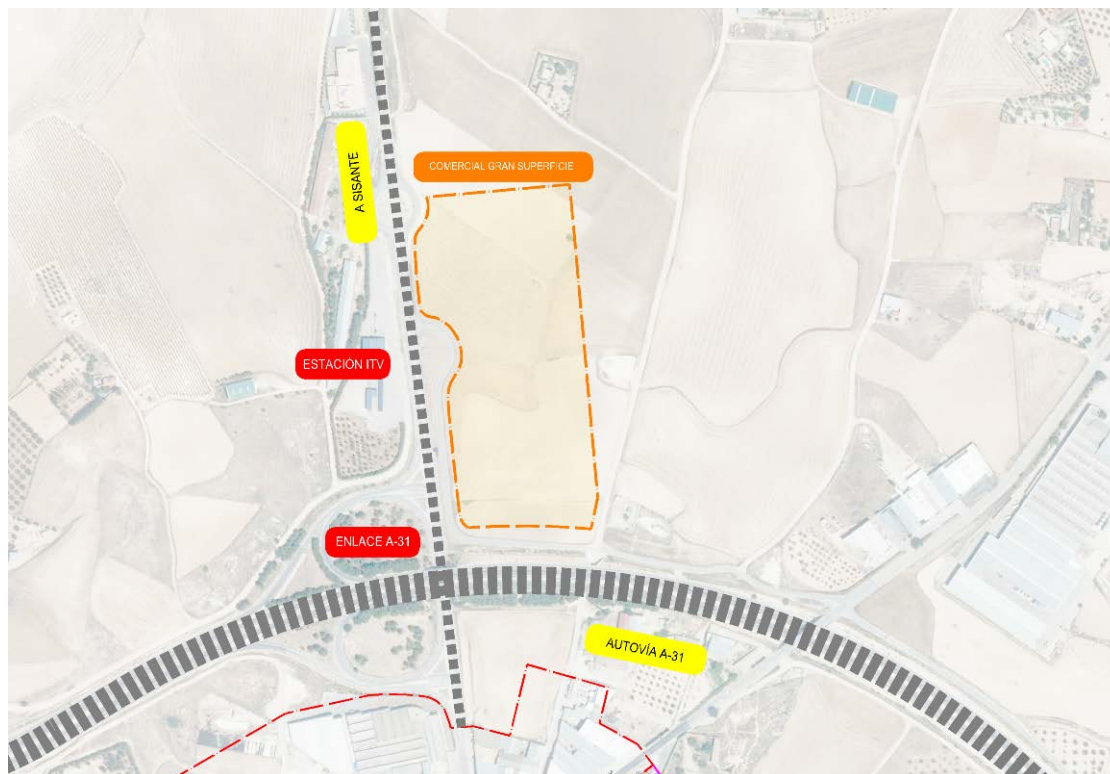 A SISANTE
COMERCIAL GRAN SUPERFICIE
ESTACIÓN ITV
ENLACE A-31
AUTOVÍA A-31